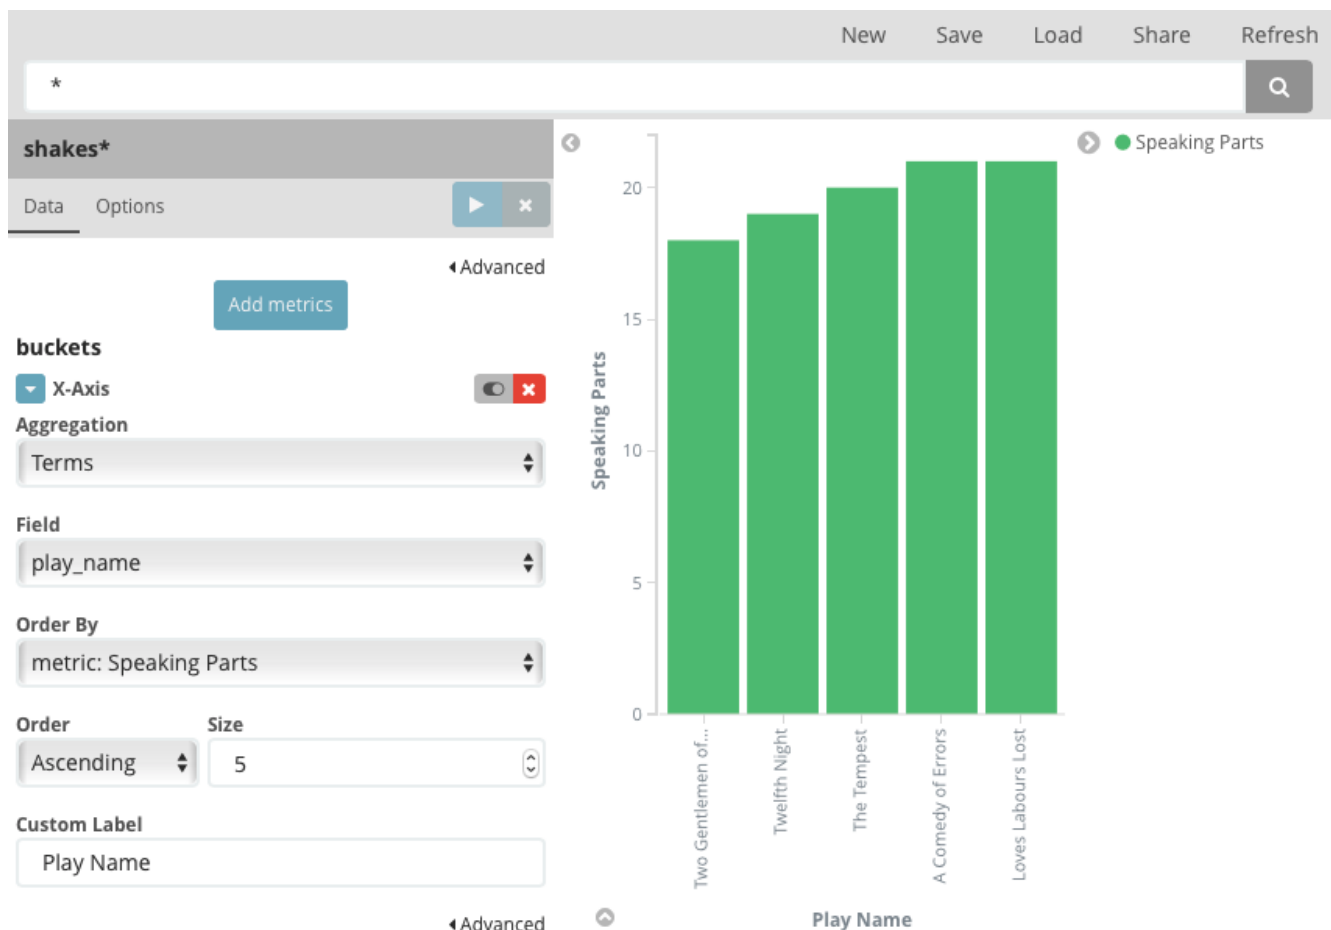 New Save Load Share Refresh
*
shakes*
Data Options
Advanced
Add metrics
buckets
X-Axis
Aggregation
Terms
Field
play_name
Order By
metric: Speaking Parts
Order Size
Ascending 5
Custom Label
Play Name
Advanced
Speaking Parts
20
15
10
5
0
Speaking Parts
Two Gentlemen of...
Twelfth Night
The Tempest
A Comedy of Errors
Loves Labours Lost
Play Name